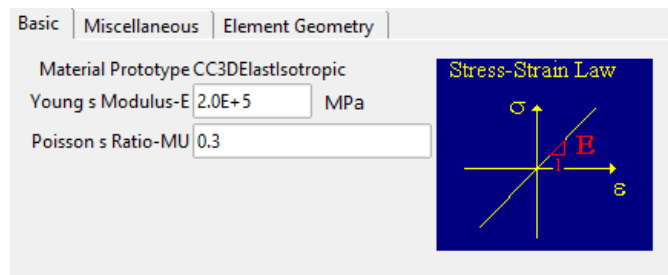 Basic Miscellaneous Element Geometry
Material Prototype CC3DElastIsotropic
Young s Modulus-E 2.0E+5 MPa
Poisson s Ratio-MU 0.3
Stress-Strain Law
σ
E
1
ε